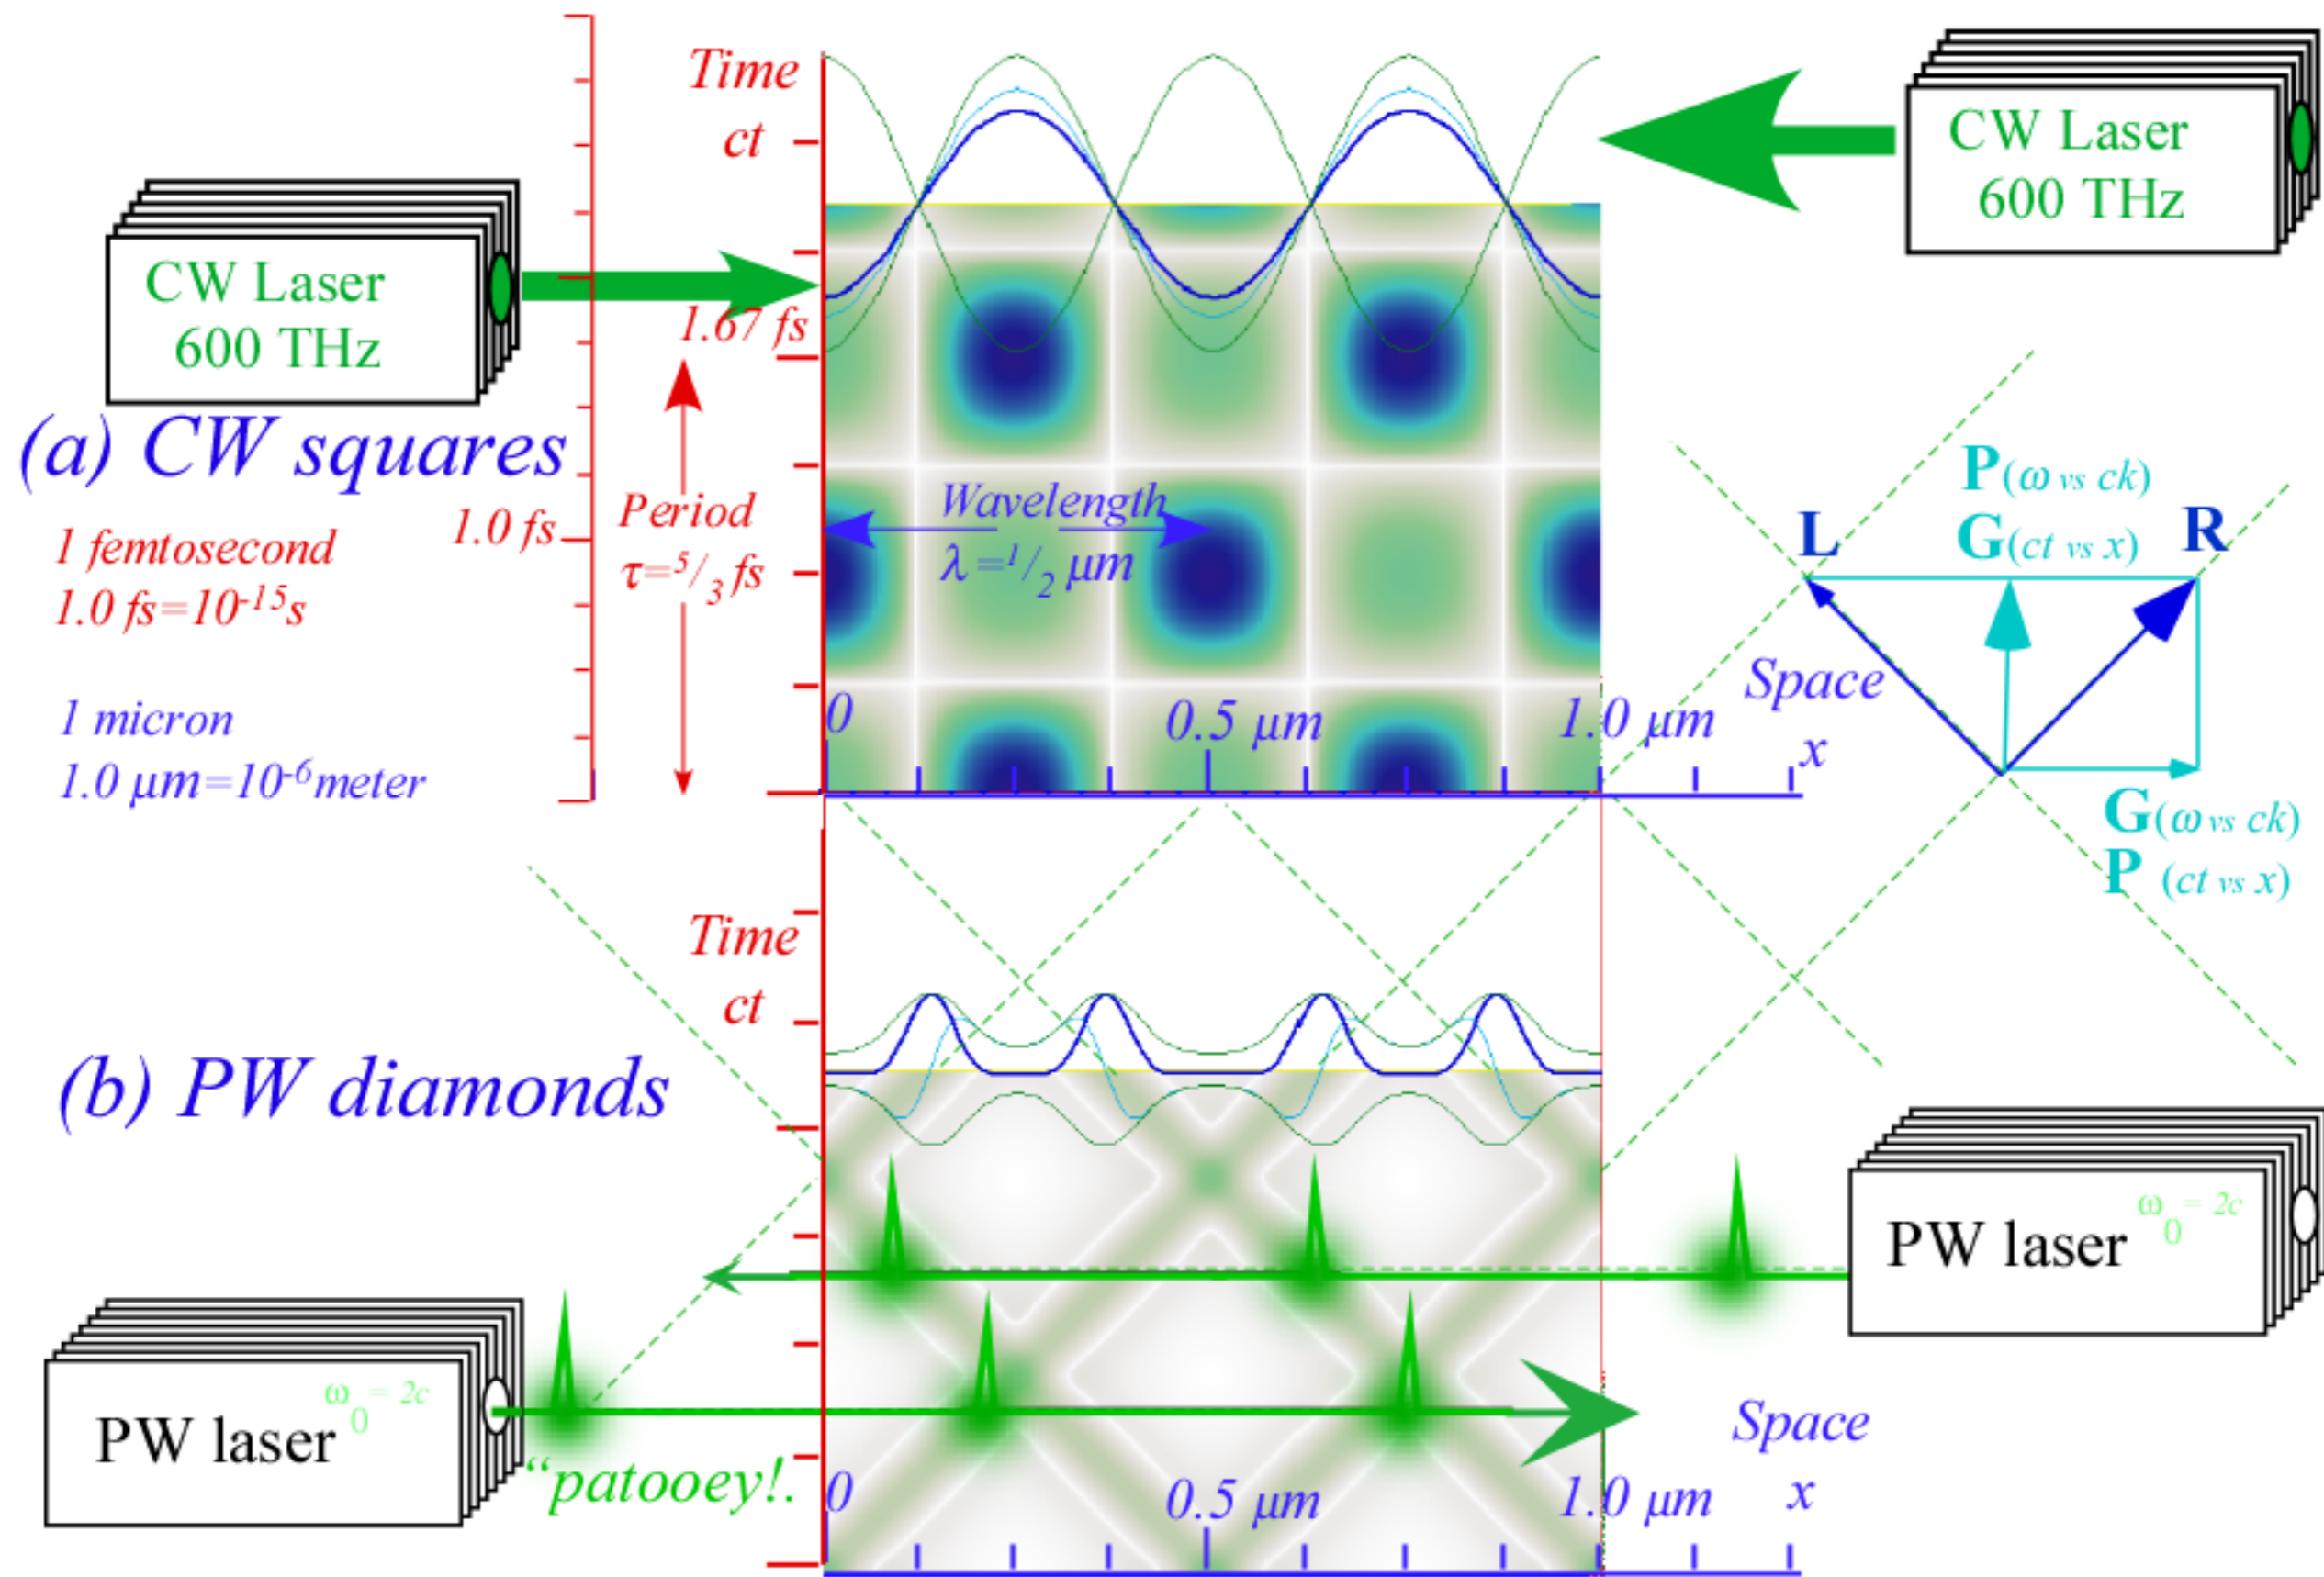 Time
ct
CW Laser
600 THz
CW Laser
600 THz
1.67 fs
(a) CW squares
1 femtosecond
1.0 fs=10⁻¹⁵s
1.0 fs
Period
τ=⁵/₃ fs
Wavelength
λ=¹/₂ μm
P(ω vs ck)
G(ct vs x)
L
R
1 micron
1.0 μm=10⁻⁶meter
0
0.5 μm
1.0 μm
Space
x
G(ω vs ck)
P (ct vs x)
Time
ct
(b) PW diamonds
PW laser
ω₀ = 2c
PW laser
ω₀ = 2c
“patooey!.
0
0.5 μm
1.0 μm
Space
x